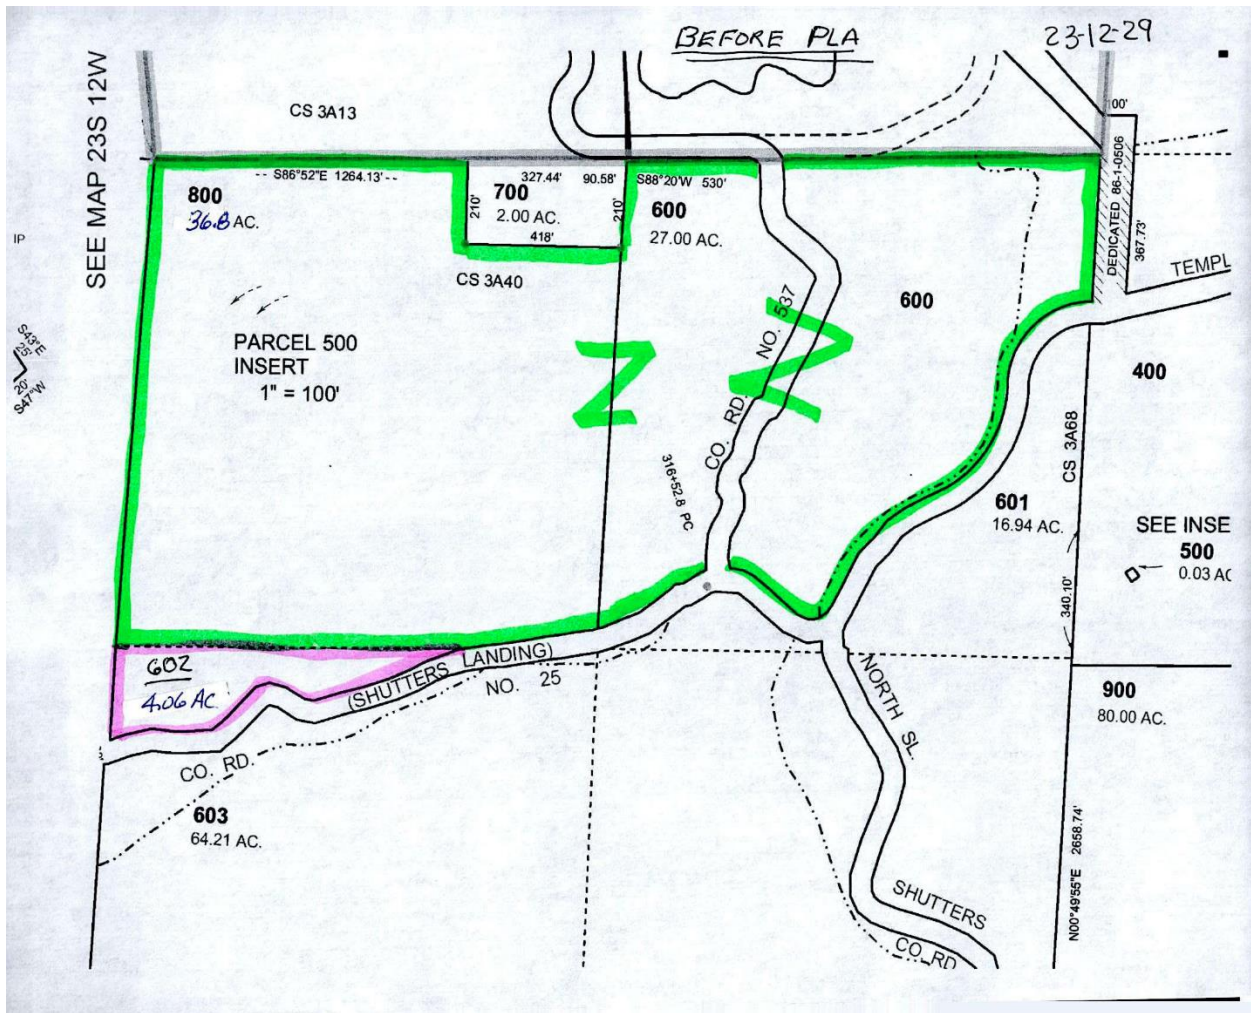 BEFORE PLA
23-12-29
SEE MAP 23S 12W
CS 3A13
100'
S86°52"E 1264.13'
327.44'
90.58'
S88°20'W 530'
800
36.8 AC.
700
2.00 AC.
418'
210'
210'
600
27.00 AC.
DEDICATED 86-1-0506
367.73'
IP
CS 3A40
TEMPL
600
S43°E
25'
20'
S47°W
PARCEL 500
INSERT
1" = 100'
CO. RD. NO. 537
400
316+52.8 PC
CS 3A68
601
16.94 AC.
SEE INSE
500
0.03 AC
340.10'
602
4.06 AC.
(SHUTTERS LANDING)
NO. 25
CO. RD.
NORTH SL.
900
80.00 AC.
603
64.21 AC.
N00°49'55"E 2658.74'
SHUTTERS
CO. RD